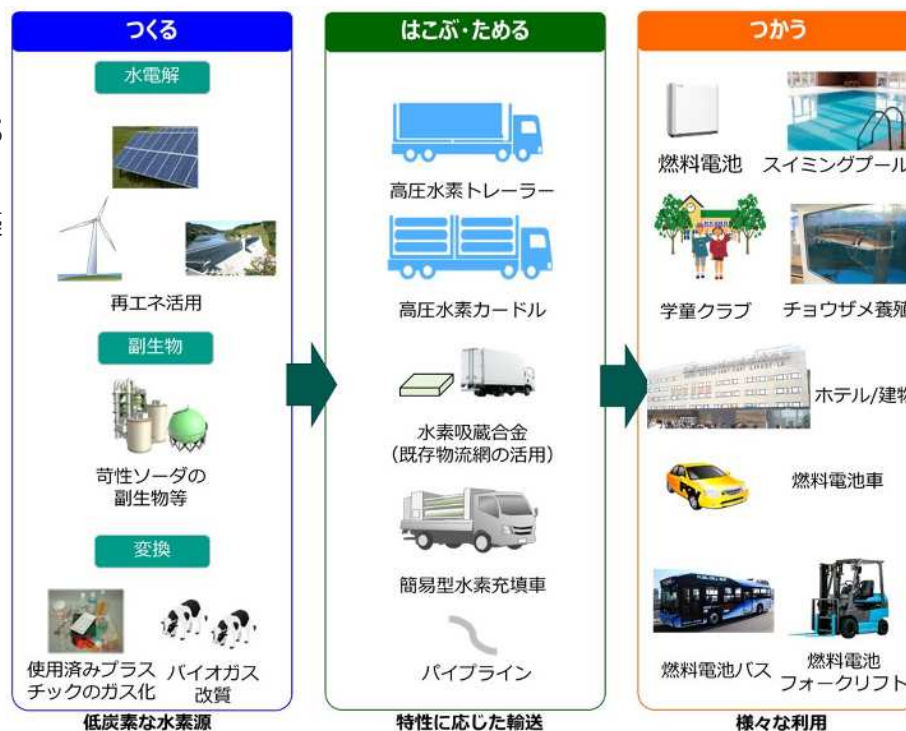 つくる
水電解
再エネ活用
副生物
苛性ソーダの
副生物等
変換
使用済みプラス
チックのガス化
バイオガス
改質
低炭素な水素源
はこぶ・ためる
高圧水素トレーラー
高圧水素カードル
水素吸蔵合金
(既存物流網の活用)
簡易型水素充填車
パイプライン
特性に応じた輸送
つかう
燃料電池
スイミングプール
学童クラブ
チョウザメ養殖
ホテル/建物
燃料電池車
燃料電池バス
燃料電池
フォークリフト
様々な利用